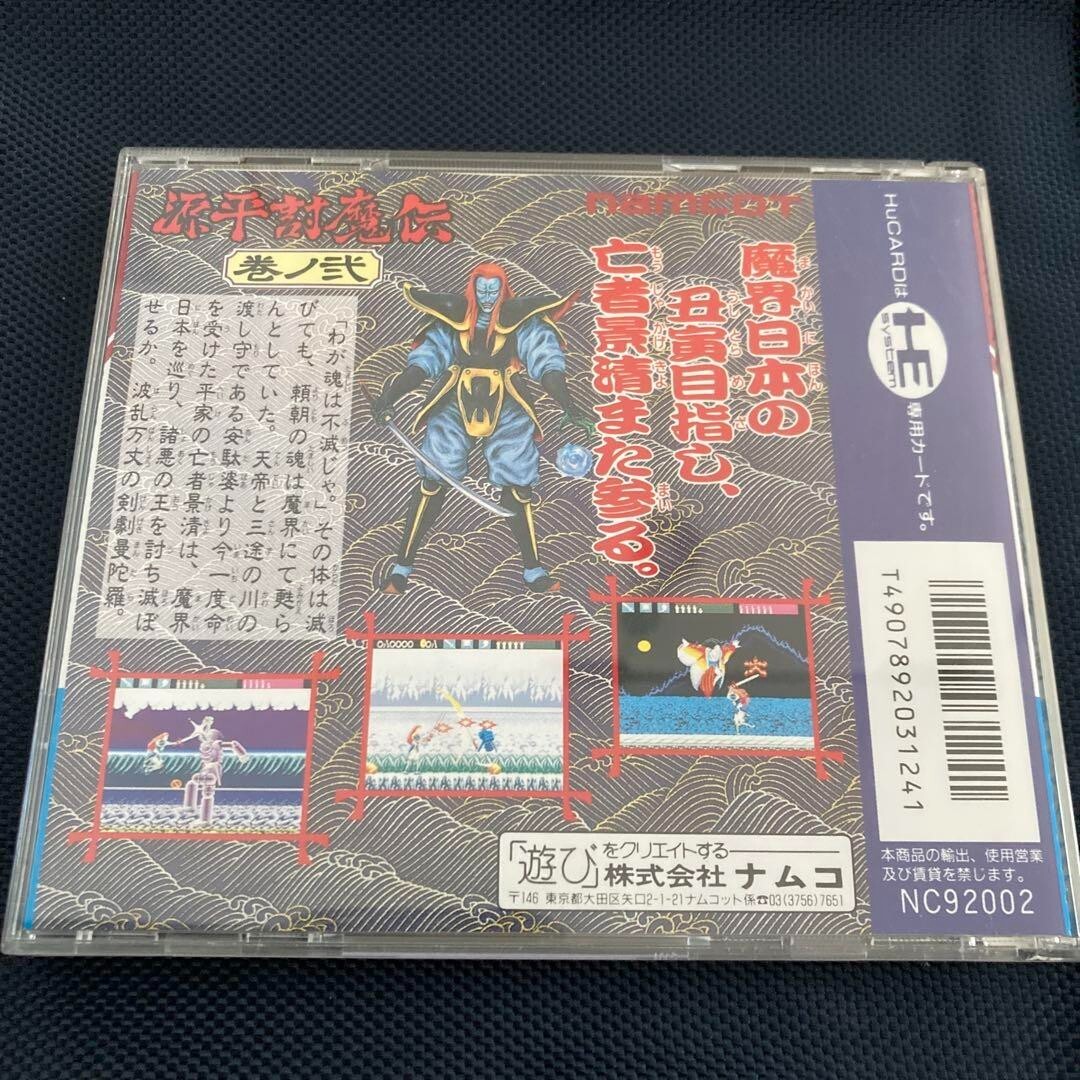 源平討魔伝
巻ノ弐
namcot
魔界日本の
丑寅目指し、
亡者景清また参る。
「わが魂は不滅じゃ。」その体は滅
びても、頼朝の魂は魔界にて甦ら
んとしていた。天帝と三途の川の
渡し守である安駄婆より今一度命
を受けた平家の亡者景清は、魔界
日本を巡り、諸悪の王を討ち滅ぼ
せるか。波乱万丈の剣劇曼陀羅。
HuCARDは
HE
system
専用カードです。
T4907892031241
本商品の輸出、使用営業
及び賃貸を禁じます。
NC92002
「遊び」をクリエイトする
株式会社ナムコ
〒146 東京都大田区矢口2-1-21ナムコット係☎03(3756)7651